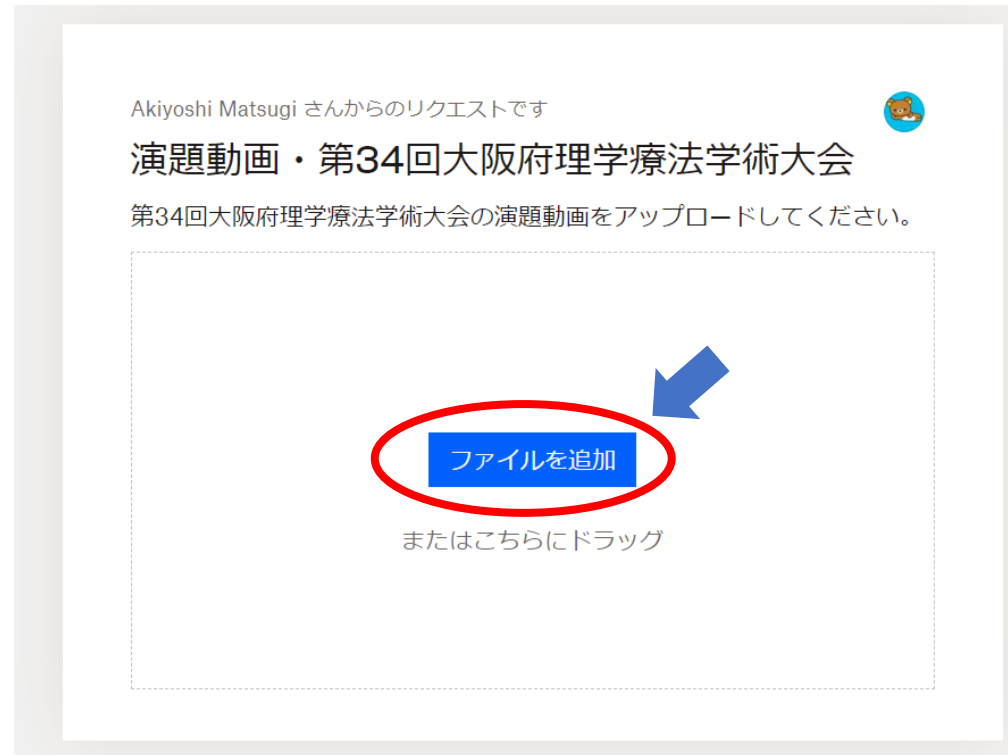 Akiyoshi Matsugi さんからのリクエストです
演題動画・第34回大阪府理学療法学術大会
第34回大阪府理学療法学術大会の演題動画をアップロードしてください。
ファイルを追加
またはこちらにドラッグ